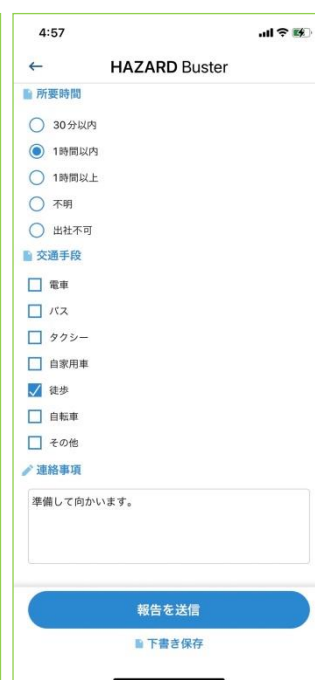 4:57
HAZARD Buster
所要時間
30分以内
1時間以内
1時間以上
不明
出社不可
交通手段
電車
バス
タクシー
自家用車
徒歩
自転車
その他
連絡事項
準備して向かいます。
報告を送信
下書き保存